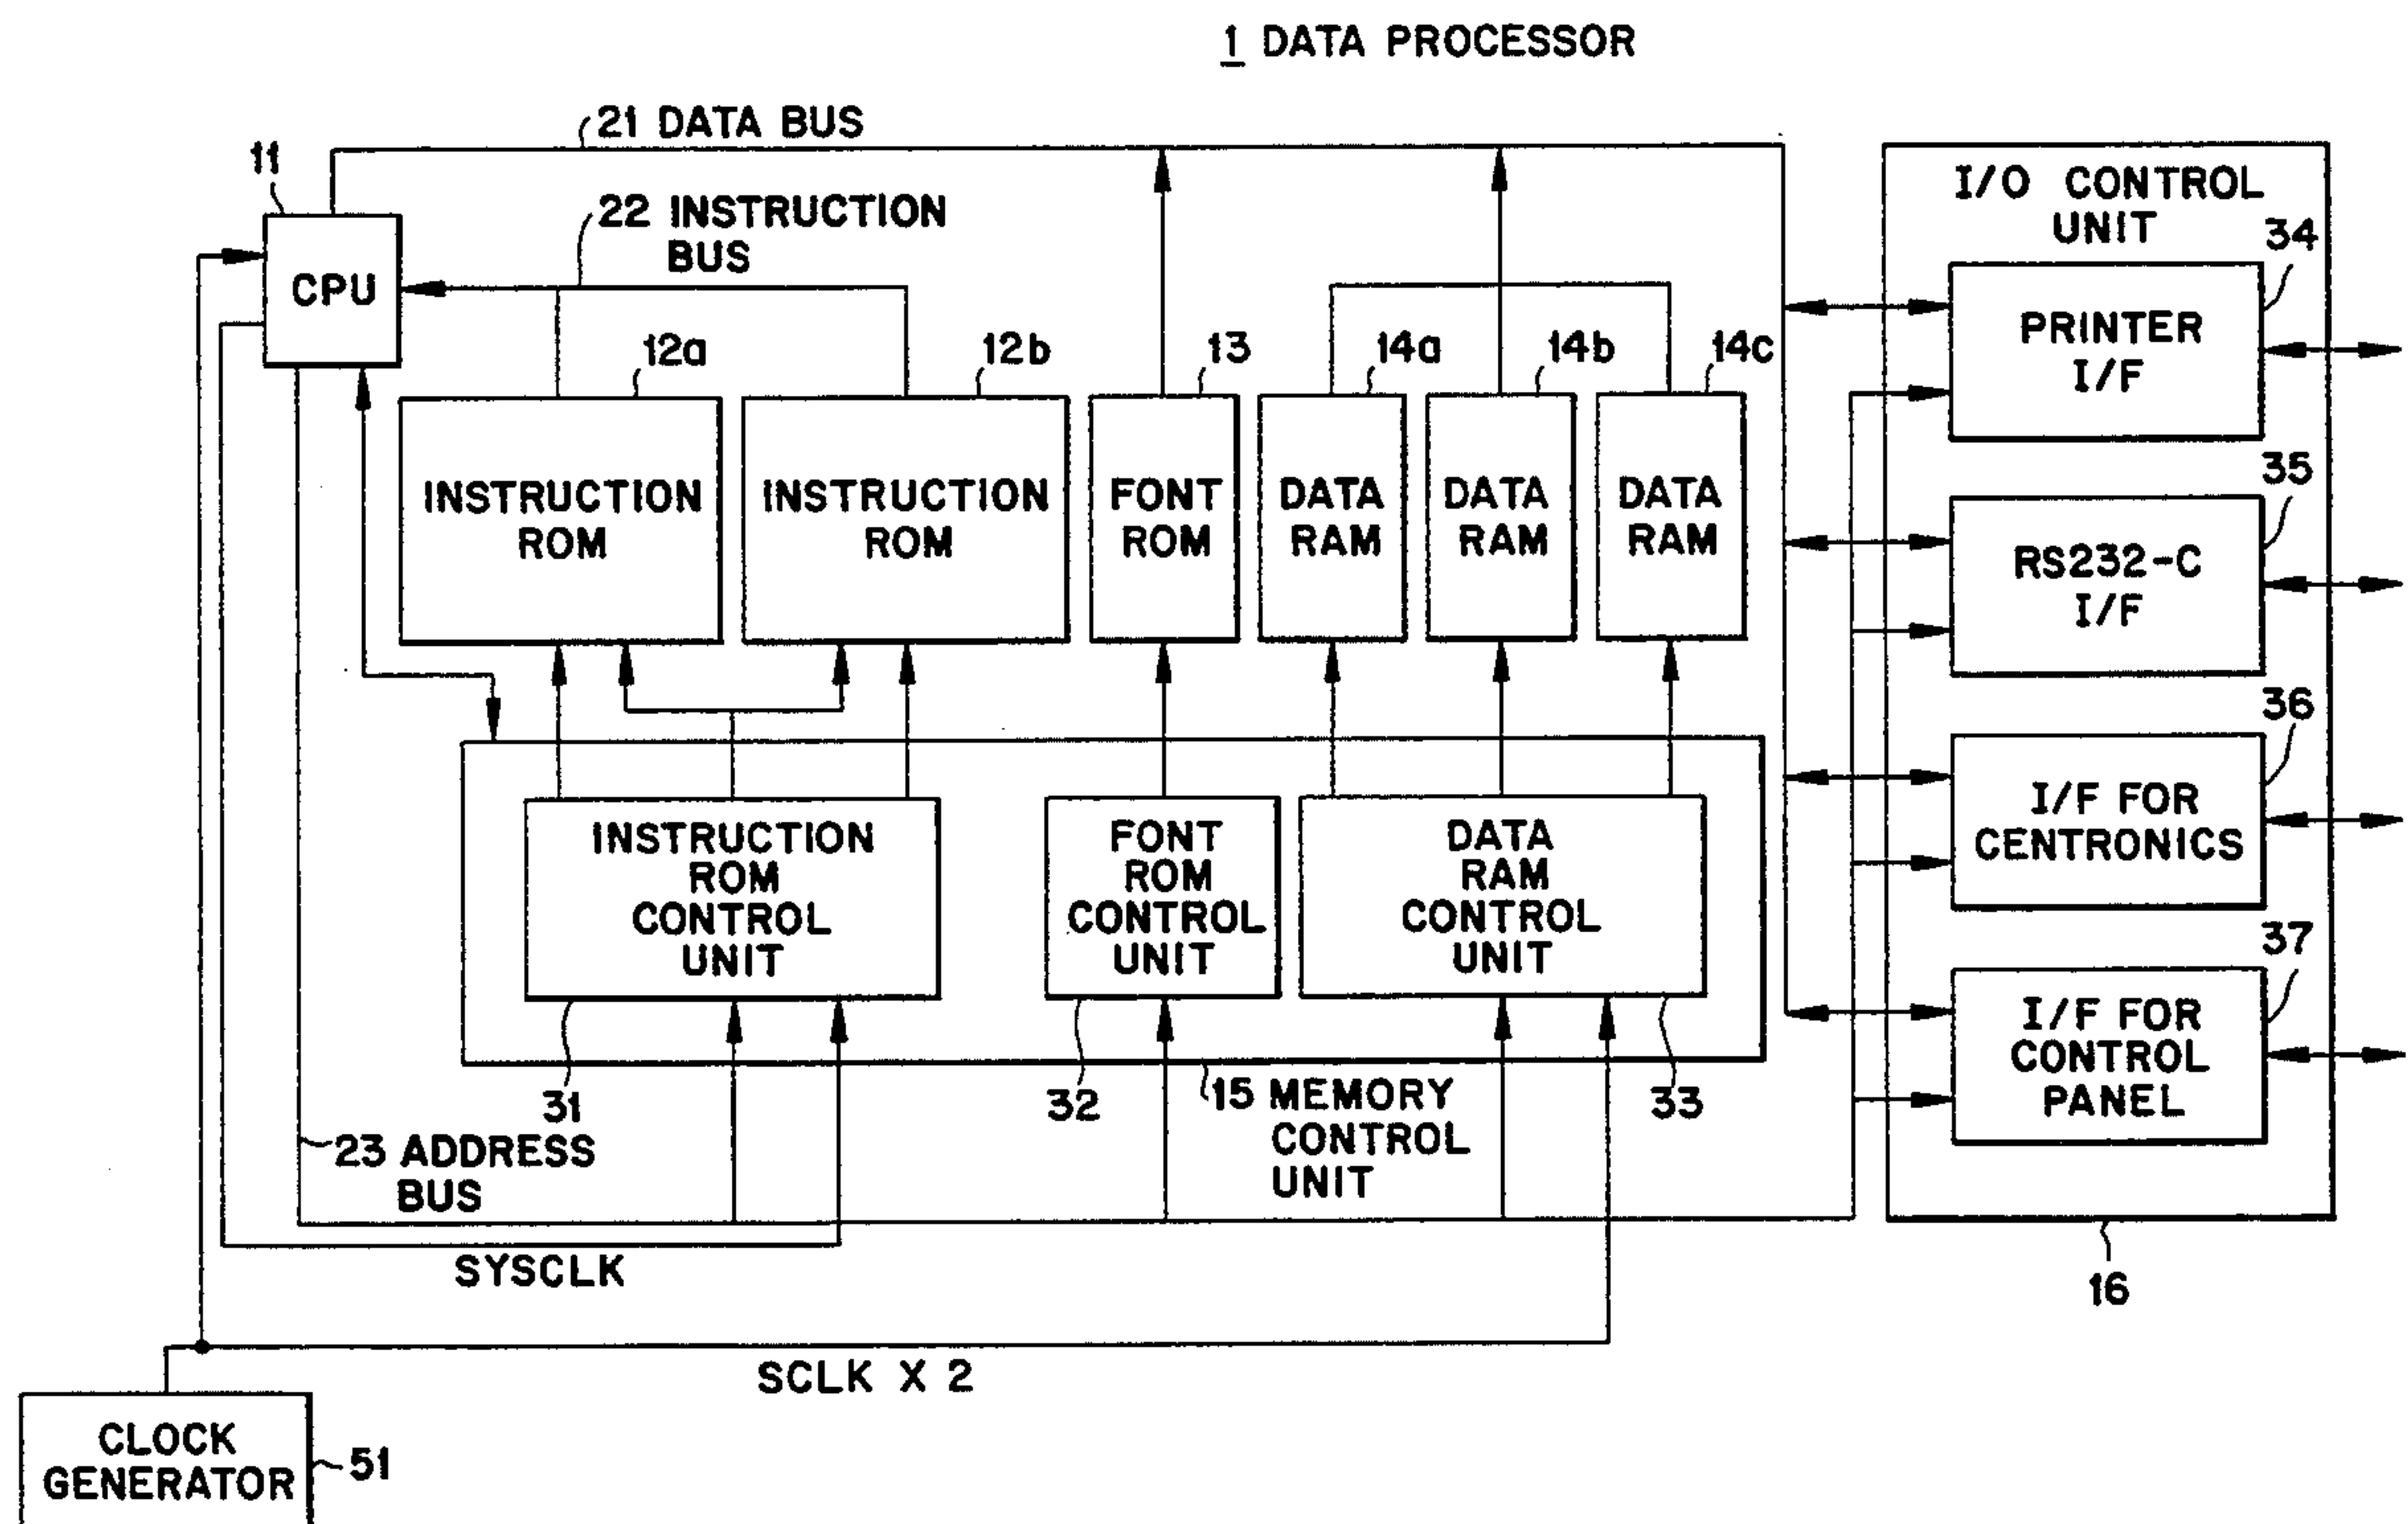 1 DATA PROCESSOR
21 DATA BUS
11
22 INSTRUCTION
BUS
CPU
12a
12b
13
14a
14b
14c
INSTRUCTION
ROM
INSTRUCTION
ROM
FONT
ROM
DATA
RAM
DATA
RAM
DATA
RAM
I/O CONTROL
UNIT
34
PRINTER
I/F
35
RS232-C
I/F
36
I/F FOR
CENTRONICS
37
I/F FOR
CONTROL
PANEL
16
INSTRUCTION
ROM
CONTROL
UNIT
FONT
ROM
CONTROL
UNIT
DATA
RAM
CONTROL
UNIT
31
32
15 MEMORY
CONTROL
UNIT
33
23 ADDRESS
BUS
SYSCLK
SCLK X 2
CLOCK
GENERATOR
51